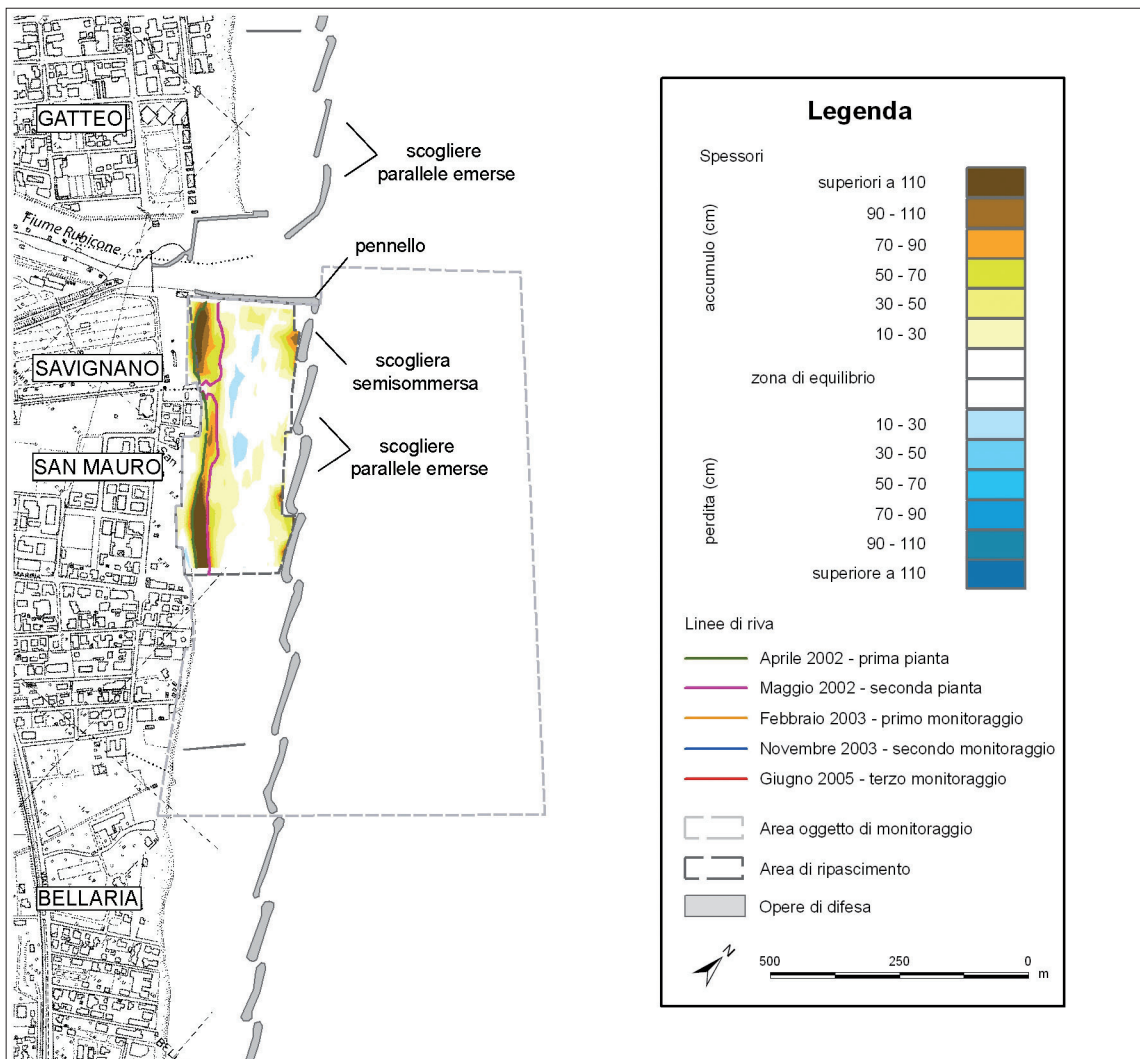 GATTEO
scogliere
parallele emerse
Fiume Rubicone
pennello
SAVIGNANO
scogliera
semisommersa
SAN MAURO
San
scogliere
parallele emerse
BELLARIA
Legenda
Spessori
accumulo (cm)
superiori a 110
90 - 110
70 - 90
50 - 70
30 - 50
10 - 30
zona di equilibrio
perdita (cm)
10 - 30
30 - 50
50 - 70
70 - 90
90 - 110
superiore a 110
Linee di riva
Aprile 2002 - prima pianta
Maggio 2002 - seconda pianta
Febbraio 2003 - primo monitoraggio
Novembre 2003 - secondo monitoraggio
Giugno 2005 - terzo monitoraggio
Area oggetto di monitoraggio
Area di ripascimento
Opere di difesa
N
500 250 0
m